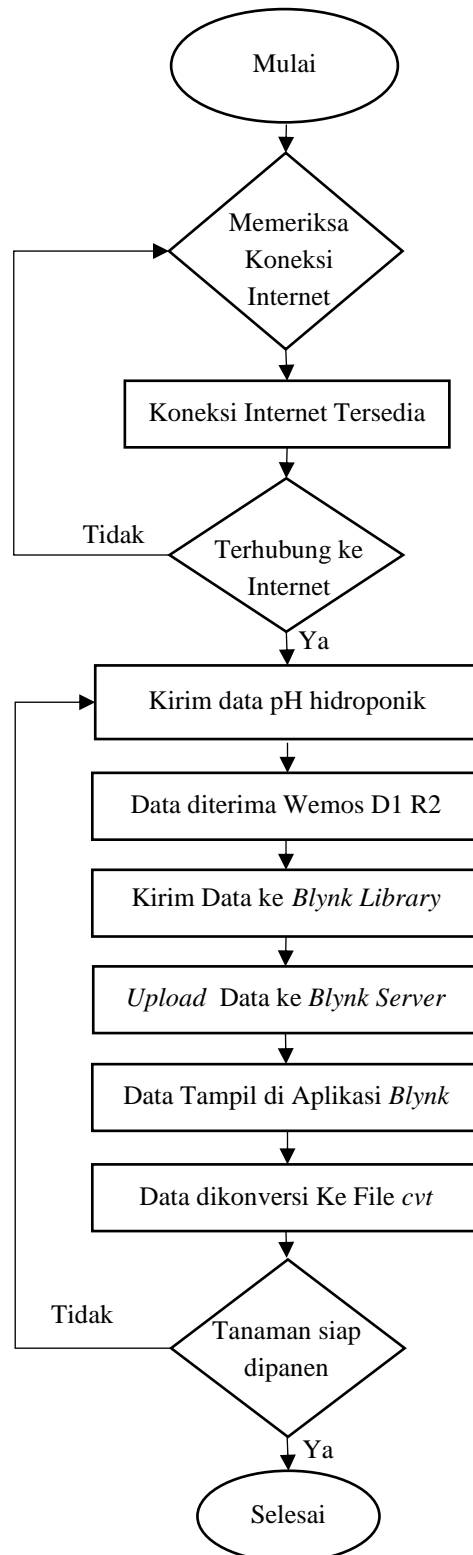 Mulai
Memeriksa
Koneksi
Internet
Koneksi Internet Tersedia
Tidak
Terhubung ke
Internet
Ya
Kirim data pH hidroponik
Data diterima Wemos D1 R2
Kirim Data ke Blynk Library
Upload Data ke Blynk Server
Data Tampil di Aplikasi Blynk
Data dikonversi Ke File cvt
Tidak
Tanaman siap
dipanen
Ya
Selesai